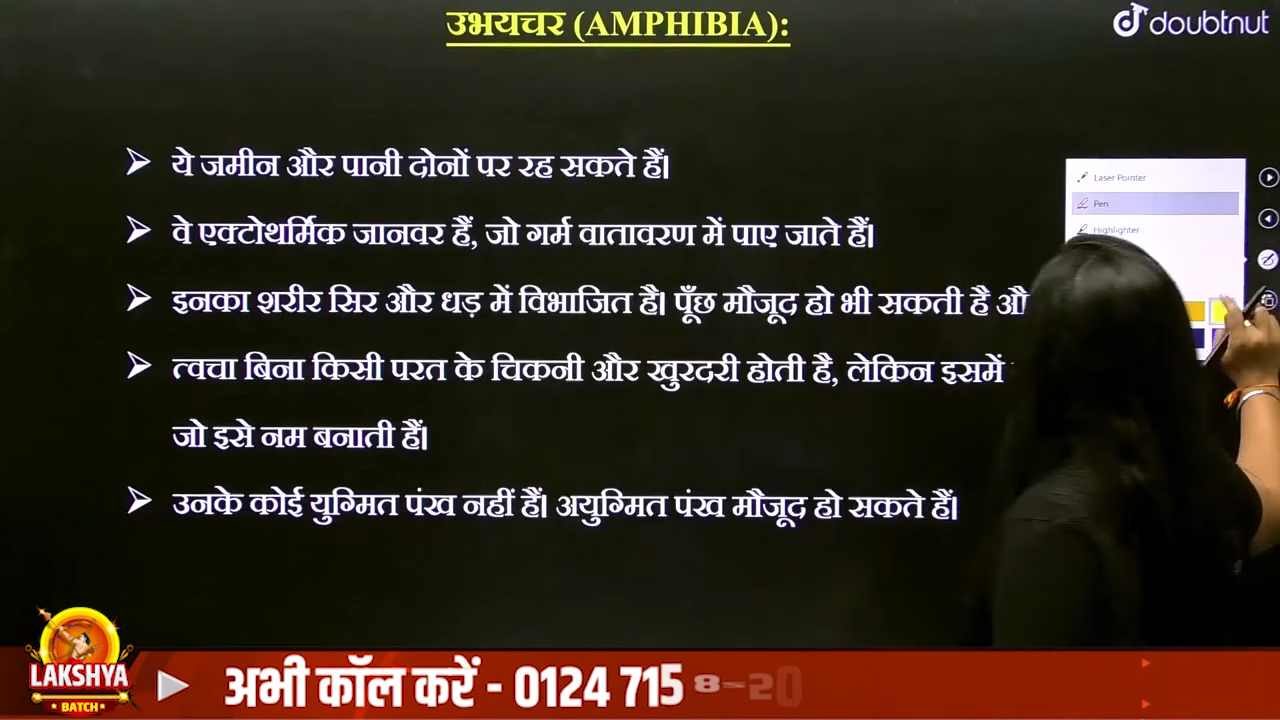 उभयचर (AMPHIBIA):
doubtnut
ये जमीन और पानी दोनों पर रह सकते हैं।
Laser Pointer
Pen
वे एक्टोथर्मिक जानवर हैं, जो गर्म वातावरण में पाए जाते हैं।
Highlighter
इनका शरीर सिर और धड़ में विभाजित है। पूँछ मौजूद हो भी सकती है
त्वचा बिना किसी परत के चिकनी और खुरदरी होती है, लेकिन इसमें
जो इसे नम बनाती हैं।
उनके कोई युग्मित पंख नहीं हैं। अयुग्मित पंख मौजूद हो सकते हैं।
LAKSHYA
BATCH
अभी कॉल करें - 0124 715